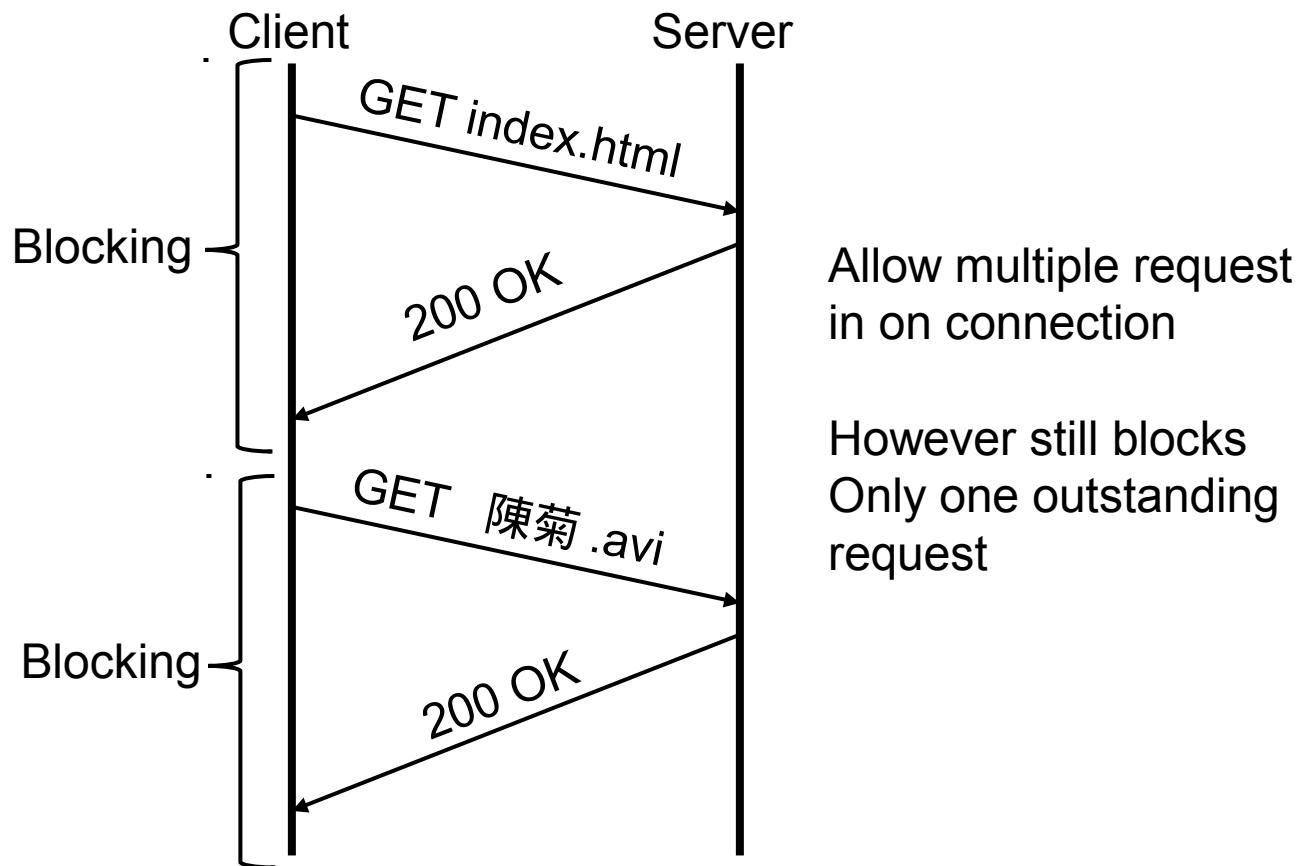 Client
Server
GET index.html
Blocking
200 OK
Allow multiple request
in on connection
However still blocks
Only one outstanding
request
GET 陳菊 .avi
Blocking
200 OK